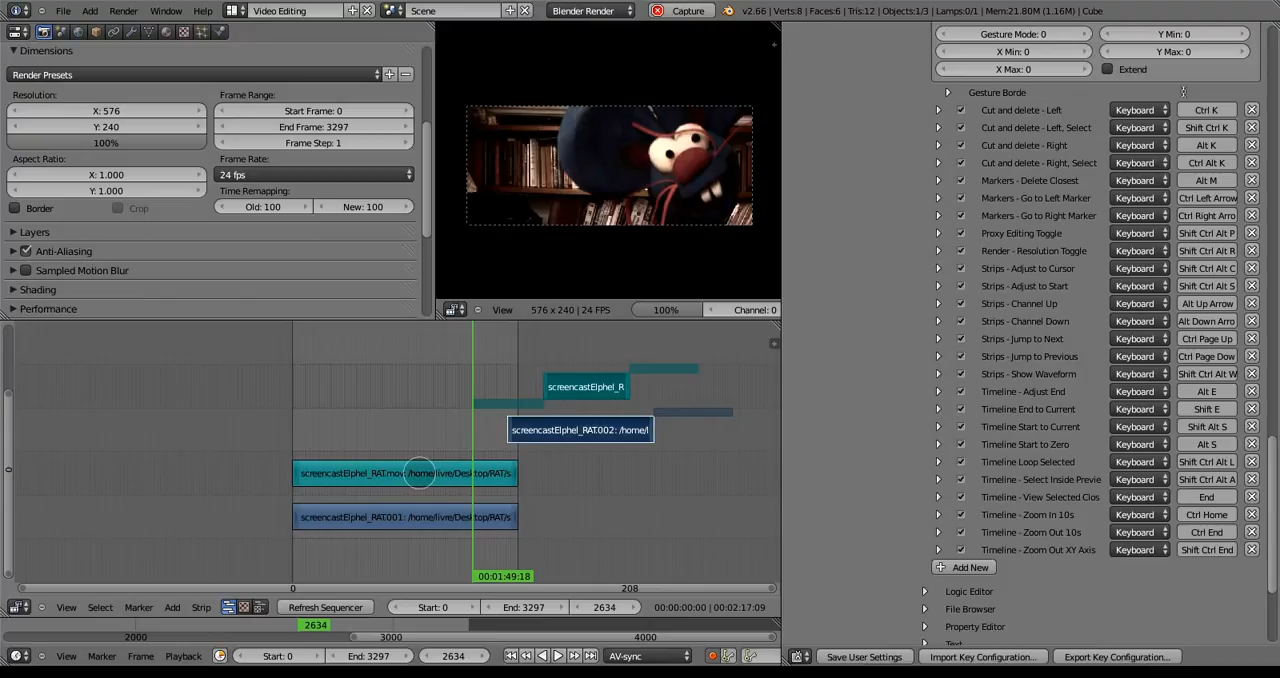 File Add Render Window Help Video Editing Scene Blender Render Capture v2.66 | Verts:8 | Faces:6 | Tris:12 | Objects:1/3 | Lamps:0/1 | Mem:21.80M (1.16M) | Cube
Dimensions
Render Presets
Resolution:
X: 576
Y: 240
100%
Aspect Ratio:
X: 1.000
Y: 1.000
Border
Crop
Frame Range:
Start Frame: 0
End Frame: 3297
Frame Step: 1
Frame Rate:
24 fps
Time Remapping:
Old: 100
New: 100
Layers
Anti-Aliasing
Sampled Motion Blur
Shading
Performance
View 576 x 240 | 24 FPS 100% Channel: 0
screencastElphel_R
screencastElphel_RAT.002: /home/l
screencastElphel_RAT.mov: /home/livre/Desktop/RAT/s
screencastElphel_RAT.001: /home/livre/Desktop/RAT/s
00:01:49:18
0 208
View Select Marker Add Strip Refresh Sequencer Start: 0 End: 3297 2634 00:00:00:00 | 00:02:17:09
2634
2000 3000 4000
View Marker Frame Playback Start: 0 End: 3297 2634 AV-sync
Gesture Mode: 0 Y Min: 0
X Min: 0 Y Max: 0
X Max: 0 Extend
Gesture Borde
Cut and delete - Left Keyboard Ctrl K
Cut and delete - Left, Select Keyboard Shift Ctrl K
Cut and delete - Right Keyboard Alt K
Cut and delete - Right, Select Keyboard Ctrl Alt K
Markers - Delete Closest Keyboard Alt M
Markers - Go to Left Marker Keyboard Ctrl Left Arrow
Markers - Go to Right Marker Keyboard Ctrl Right Arro
Proxy Editing Toggle Keyboard Shift Ctrl Alt P
Render - Resolution Toggle Keyboard Shift Ctrl Alt R
Strips - Adjust to Cursor Keyboard Shift Ctrl Alt C
Strips - Adjust to Start Keyboard Shift Ctrl Alt S
Strips - Channel Up Keyboard Alt Up Arrow
Strips - Channel Down Keyboard Alt Down Arro
Strips - Jump to Next Keyboard Ctrl Page Up
Strips - Jump to Previous Keyboard Ctrl Page Dow
Strips - Show Waveform Keyboard Shift Ctrl Alt W
Timeline - Adjust End Keyboard Alt E
Timeline End to Current Keyboard Shift E
Timeline Start to Current Keyboard Shift Alt S
Timeline Start to Zero Keyboard Alt S
Timeline Loop Selected Keyboard Shift Ctrl Alt L
Timeline - Select Inside Previe Keyboard Shift Ctrl Alt A
Timeline - View Selected Clos Keyboard End
Timeline - Zoom In 10s Keyboard Ctrl Home
Timeline - Zoom Out 10s Keyboard Ctrl End
Timeline - Zoom Out XY Axis Keyboard Shift Ctrl End
Add New
Logic Editor
File Browser
Property Editor
Text
Save User Settings Import Key Configuration... Export Key Configuration...